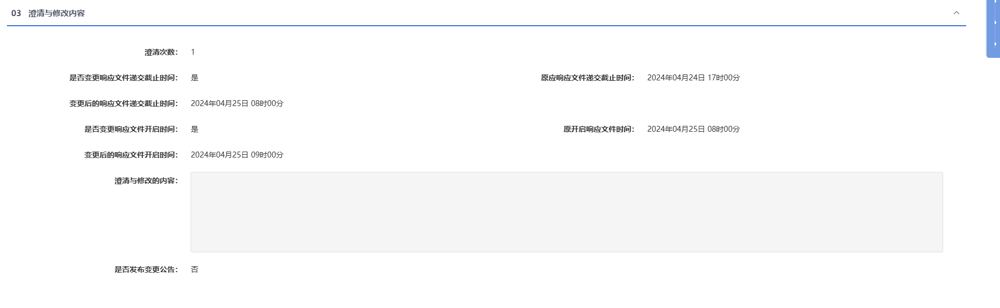 03 澄清与修改内容
澄清次数： 1
是否变更响应文件递交截止时间： 是 原应响应文件递交截止时间： 2024年04月24日 17时00分
变更后的响应文件递交截止时间： 2024年04月25日 08时00分
是否变更响应文件开启时间： 是 原开启响应文件时间： 2024年04月25日 08时00分
变更后的响应文件开启时间： 2024年04月25日 09时00分
澄清与修改的内容：
是否发布变更公告： 否